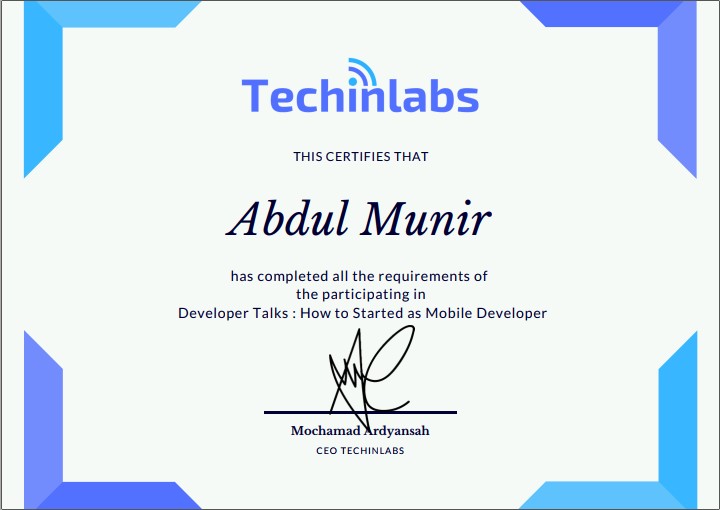 Techinlabs
THIS CERTIFIES THAT
Abdul Munir
has completed all the requirements of
the participating in
Developer Talks : How to Started as Mobile Developer
Mochamad Ardyansah
CEO TECHINLABS